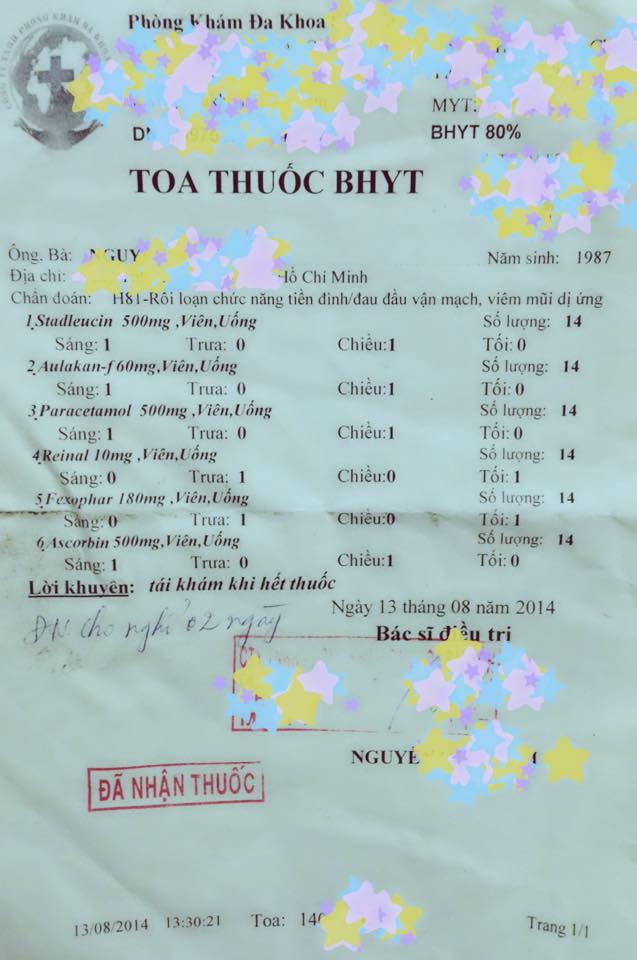 Phòng Khám Đa Khoa
MYT:
BHYT 80%
TOA THUỐC BHYT
Ông. Bà: NGUY Năm sinh: 1987
Địa chỉ: Hồ Chí Minh
Chẩn đoán: H81-Rối loạn chức năng tiền đình/đau đầu vận mạch, viêm mũi dị ứng
1 Stadleucin 500mg ,Viên,Uống Số lượng: 14
Sáng: 1 Trưa: 0 Chiều:1 Tối: 0
2 Aulakan-f 60mg,Viên,Uống Số lượng: 14
Sáng: 1 Trưa: 0 Chiều:1 Tối: 0
3 Paracetamol 500mg ,Viên,Uống Số lượng: 14
Sáng: 1 Trưa: 0 Chiều:1 Tối: 0
4 Reinal 10mg ,Viên,Uống Số lượng: 14
Sáng: 0 Trưa: 1 Chiều:0 Tối: 1
5 Fexophar 180mg ,Viên,Uống Số lượng: 14
Sáng: 0 Trưa: 1 Chiều:0 Tối: 1
6 Ascorbin 500mg,Viên,Uống Số lượng: 14
Sáng: 1 Trưa: 0 Chiều:1 Tối: 0
Lời khuyên: tái khám khi hết thuốc
Ngày 13 tháng 08 năm 2014
ĐN. cho nghỉ 02 ngày
Bác sĩ điều trị
NGUYỄ
ĐÃ NHẬN THUỐC
13/08/2014 13:30:21 Toa: 140 Trang 1/1